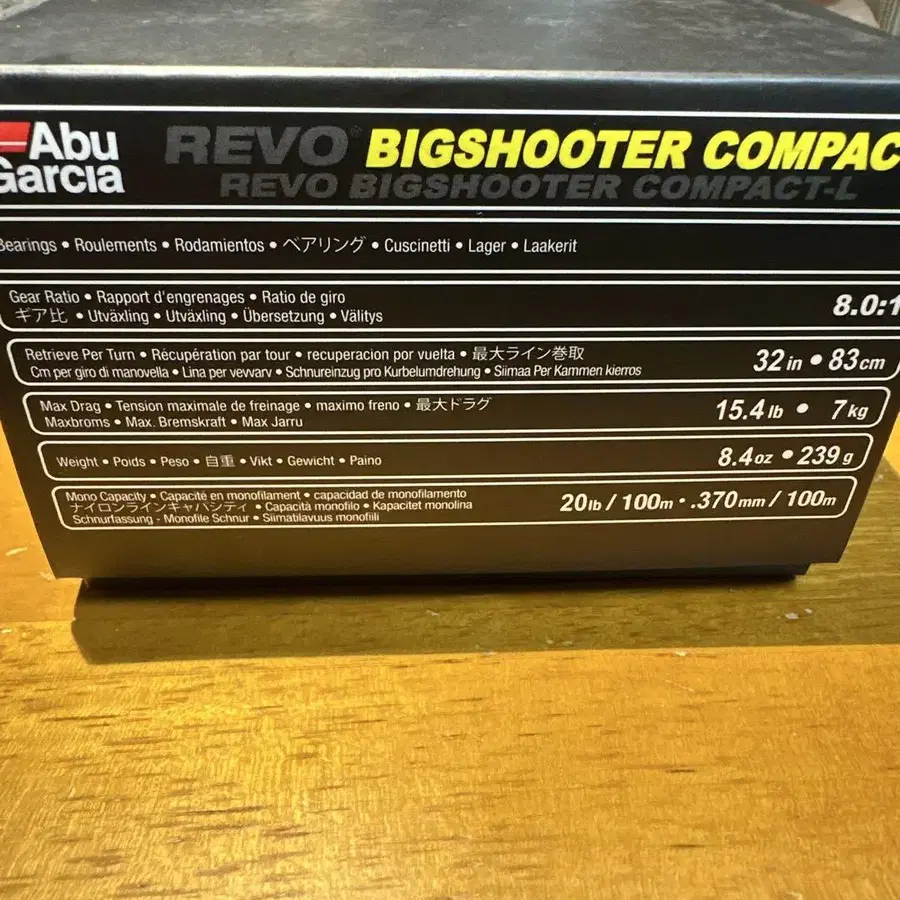 Abu
Garcia
REVO® BIGSHOOTER COMPAC
REVO BIGSHOOTER COMPACT-L
Bearings • Roulements • Rodamientos • ベアリング • Cuscinetti • Lager • Laakerit
Gear Ratio • Rapport d'engrenages • Ratio de giro
ギア比 • Utväxling • Utväxling • Übersetzung • Välitys
8.0:1
Retrieve Per Turn • Récupération par tour • recuperacion por vuelta • 最大ライン巻取
Cm per giro di manovella • Lina per vevvarv • Schnureinzug pro Kurbelumdrehung • Siimaa Per Kammen kierros
32 in • 83 cm
Max Drag • Tension maximale de freinage • maximo freno • 最大ドラグ
Maxbroms • Max. Bremskraft • Max Jarru
15.4 lb • 7 kg
Weight • Poids • Peso • 自重 • Vikt • Gewicht • Paino
8.4 oz • 239 g
Mono Capacity • Capacité en monofilament • capacidad de monofilamento
ナイロンラインキャパシティ • Capacità monofilo • Kapacitet monolina
Schnurfassung - Monofile Schnur • Siimatilavuus monofiili
20lb / 100m • .370mm / 100m